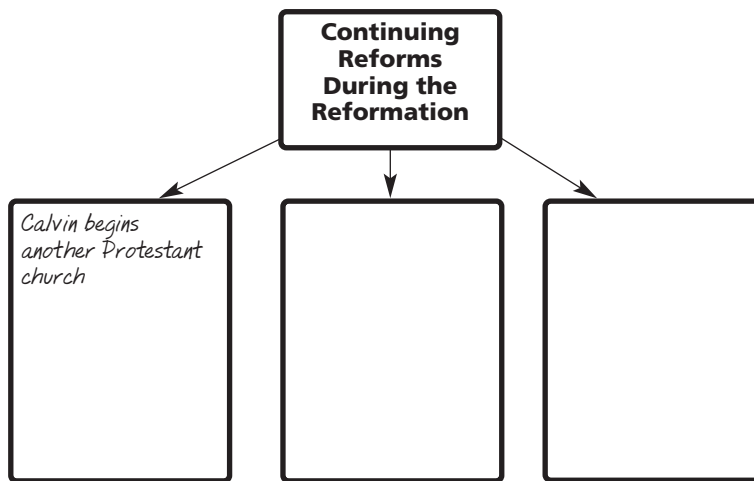 Continuing
Reforms
During the
Reformation
Calvin begins
another Protestant
church